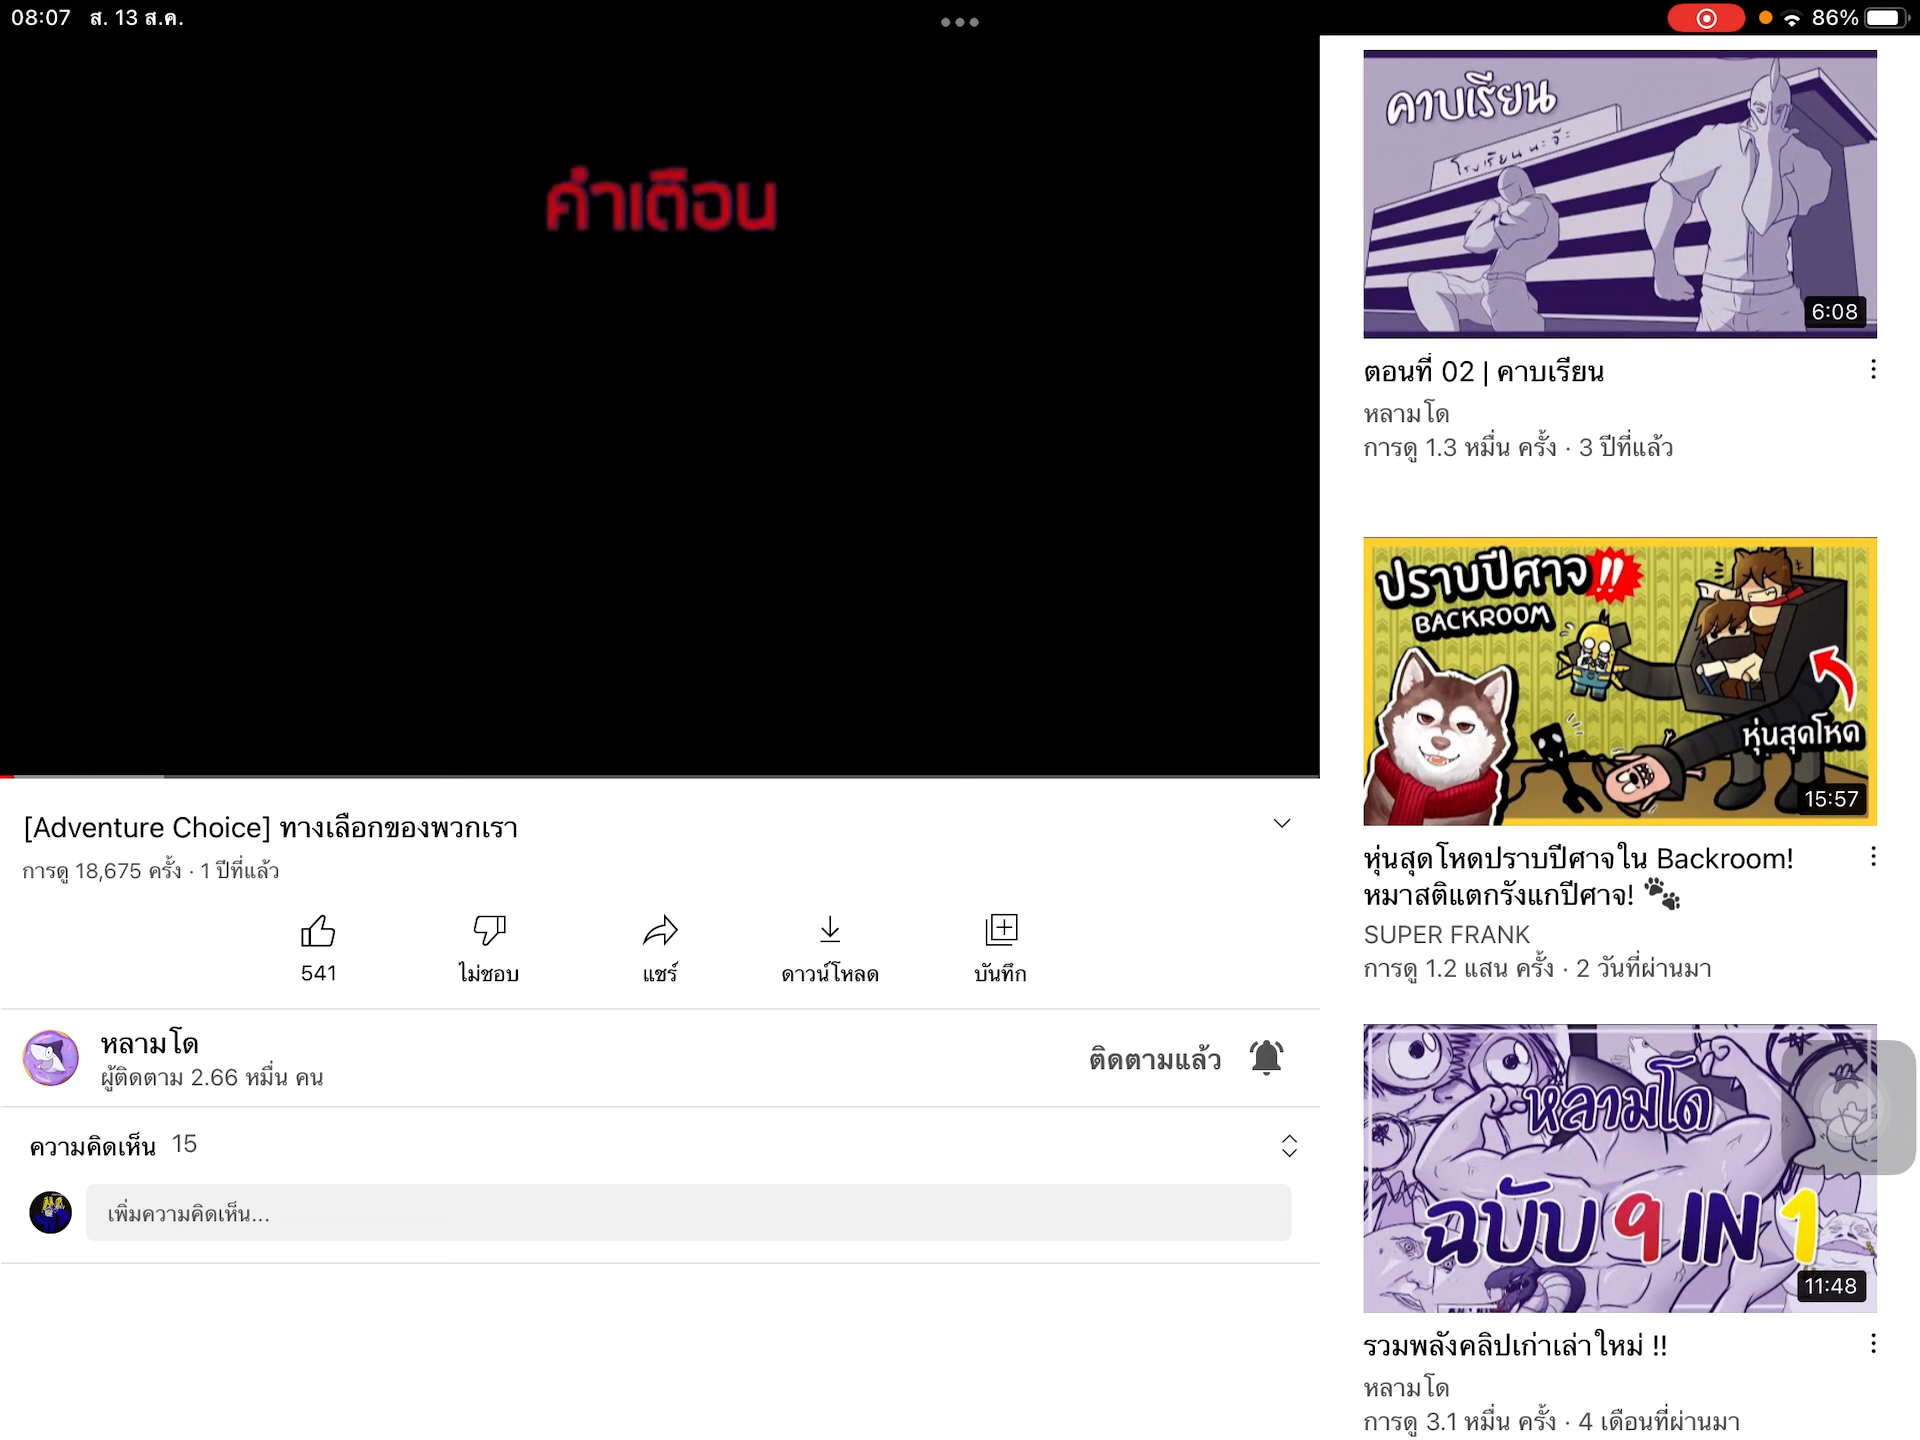 08:07 ส. 13 ส.ค.
86%
คำเตือน
[Adventure Choice] ทางเลือกของพวกเรา
การดู 18,675 ครั้ง · 1 ปีที่แล้ว
541
ไม่ชอบ
แชร์
ดาวน์โหลด
บันทึก
หลามโด
ผู้ติดตาม 2.66 หมื่น คน
ติดตามแล้ว
ความคิดเห็น 15
เพิ่มความคิดเห็น...
คาบเรียน
โรงเรียนนะจ๊ะ
6:08
ตอนที่ 02 | คาบเรียน
หลามโด
การดู 1.3 หมื่น ครั้ง · 3 ปีที่แล้ว
ปราบปีศาจ!!
BACKROOM
หุ่นสุดโหด
15:57
หุ่นสุดโหดปราบปีศาจใน Backroom!
หมาสติแตกรังแกปีศาจ! 🐾
SUPER FRANK
การดู 1.2 แสน ครั้ง · 2 วันที่ผ่านมา
หลามโด
ฉบับ 9 IN 1
11:48
รวมพลังคลิปเก่าเล่าใหม่ !!
หลามโด
การดู 3.1 หมื่น ครั้ง · 4 เดือนที่ผ่านมา